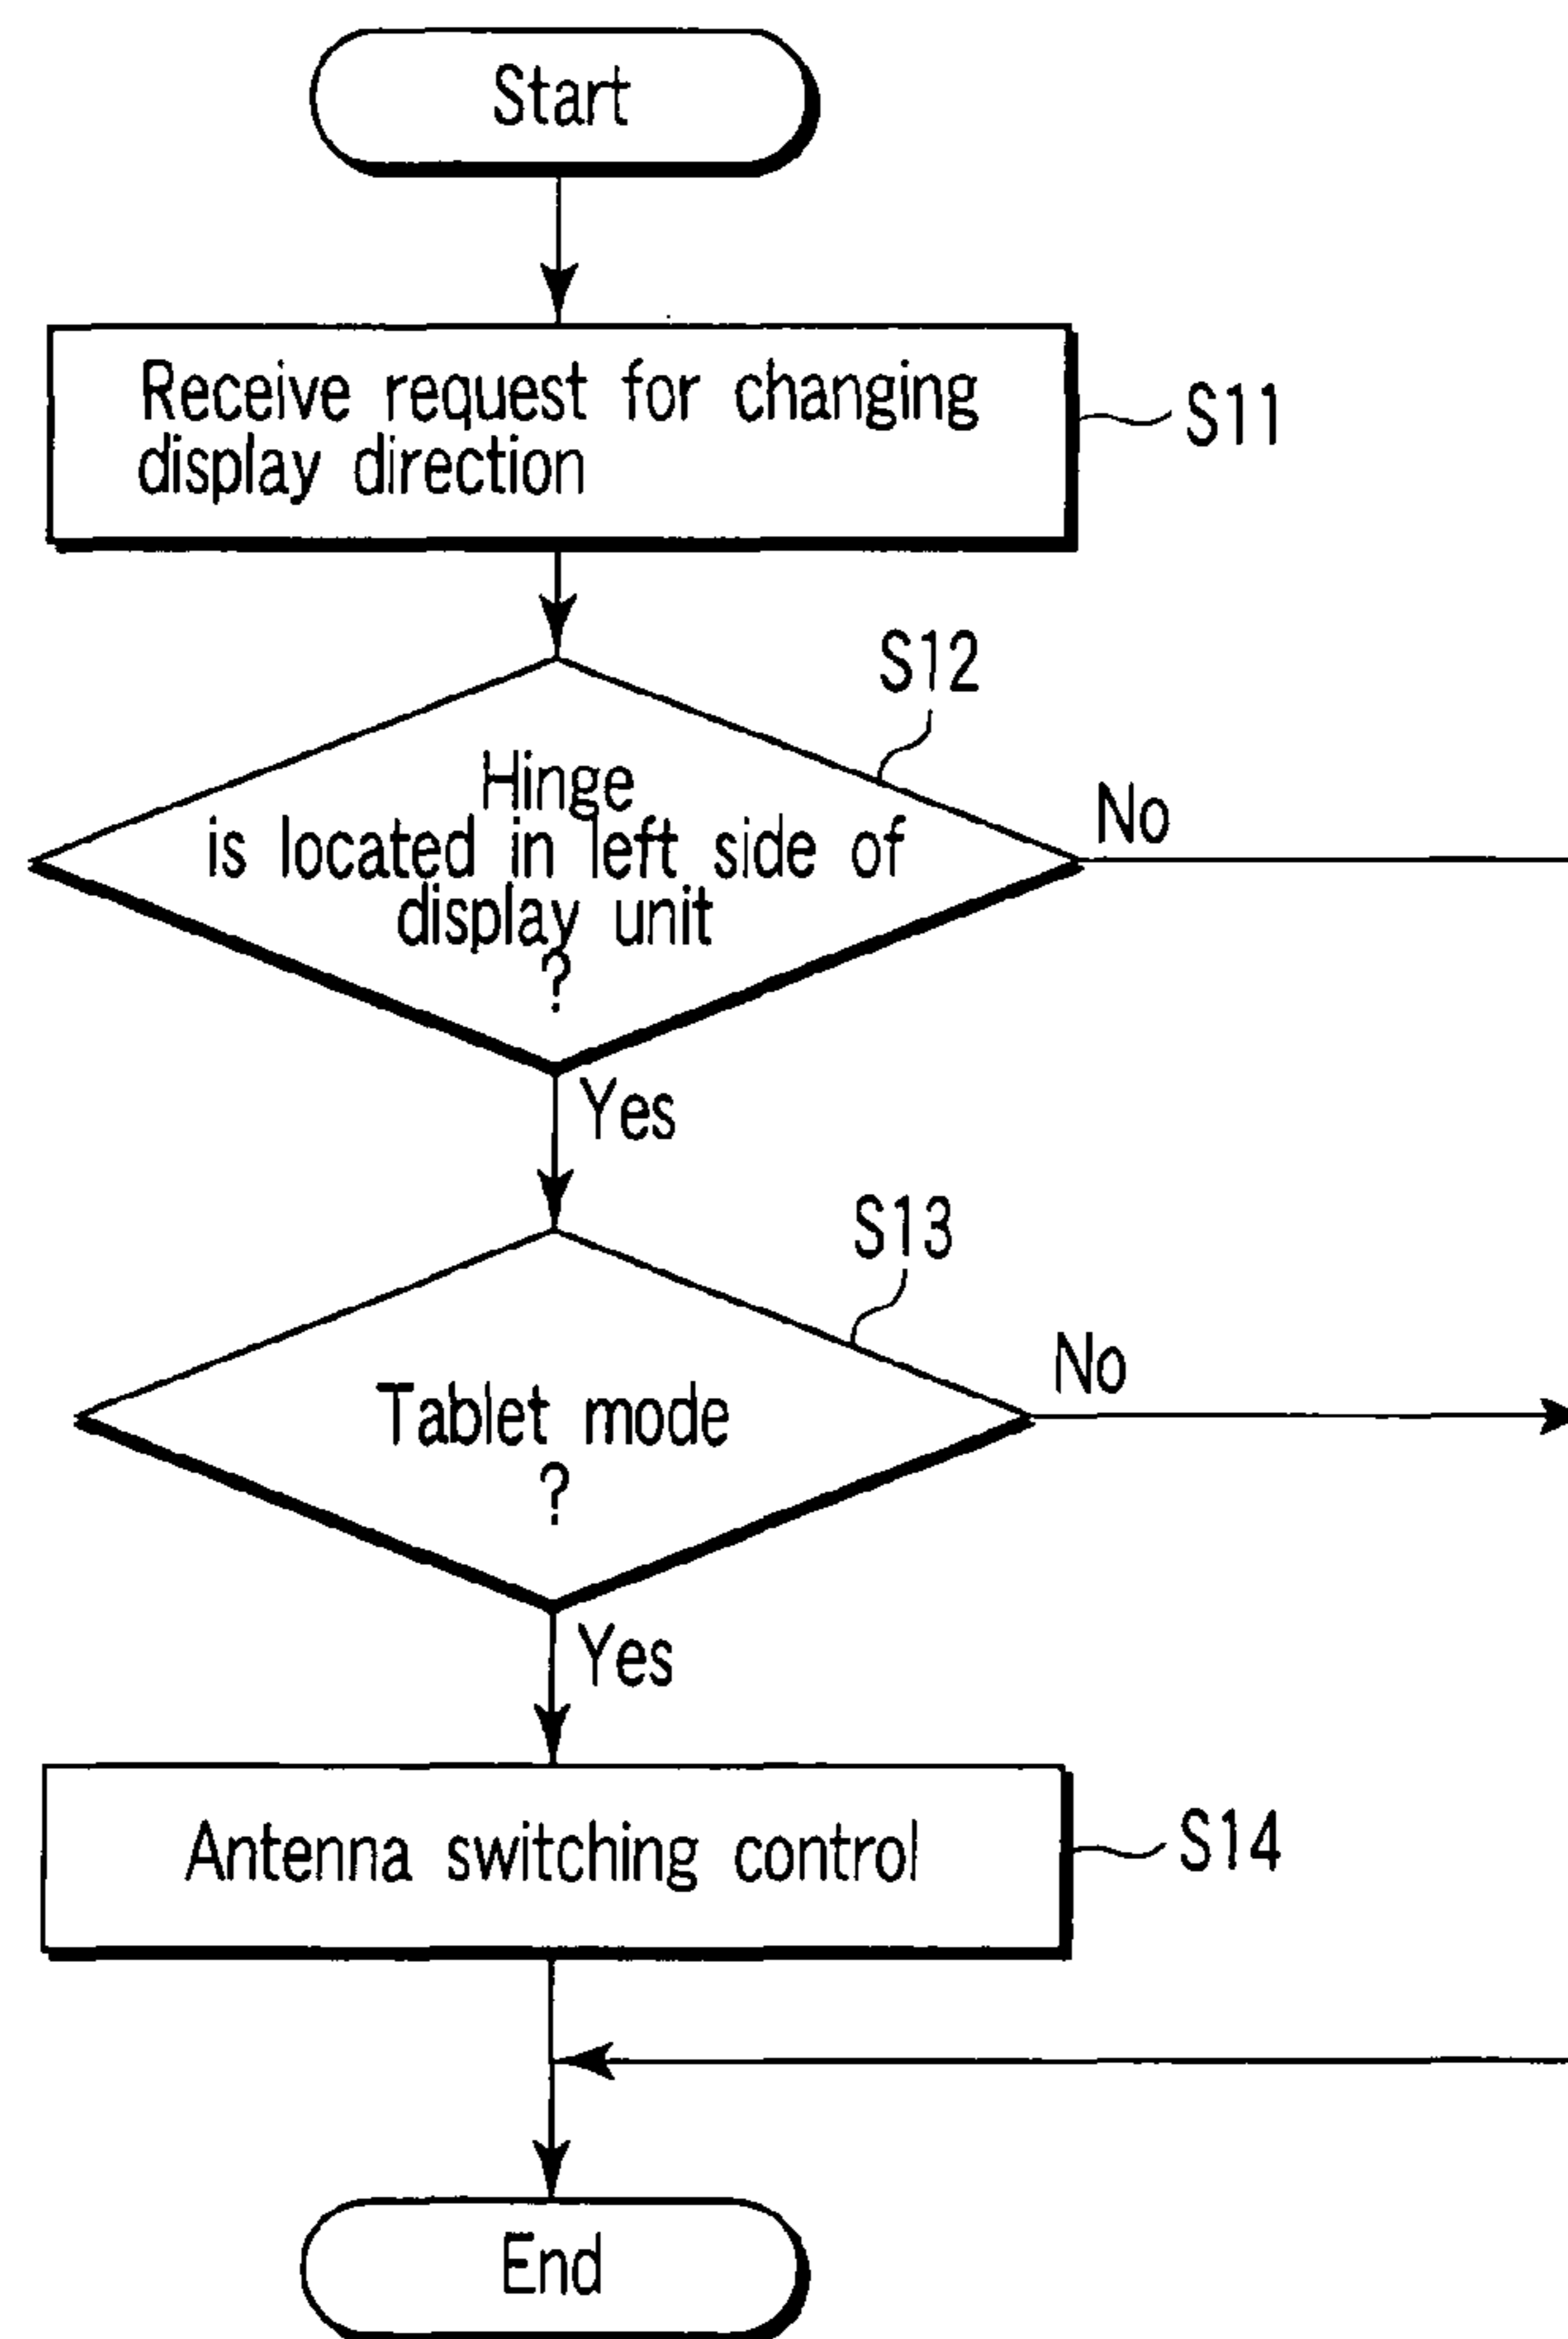 Start
Receive request for changing
display direction
S11
S12
Hinge
is located in left side of
display unit
?
No
Yes
S13
Tablet mode
?
No
Yes
Antenna switching control
S14
End